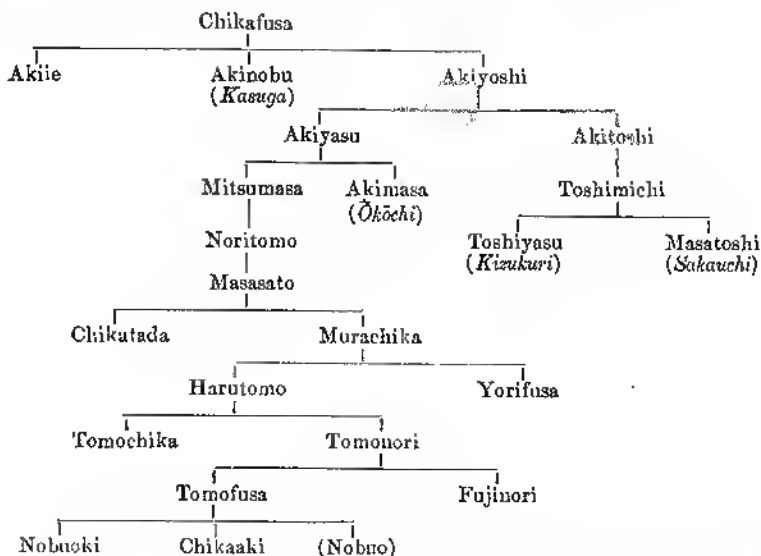 Chikafusa
Akiie Akinobu Akiyoshi
(Kasuga)
Akiyasu Akitoshi
Mitsumasa Akimasa Toshimichi
(Ōkōchi)
Noritomo Toshiyasu Masatoshi
(Kizukuri) (Sakauchi)
Masasato
Chikatada Murachika
Harutomo Yorifusa
Tomochika Tomonori
Tomofusa Fujinori
Nobuoki Chikaaki (Nobuo)